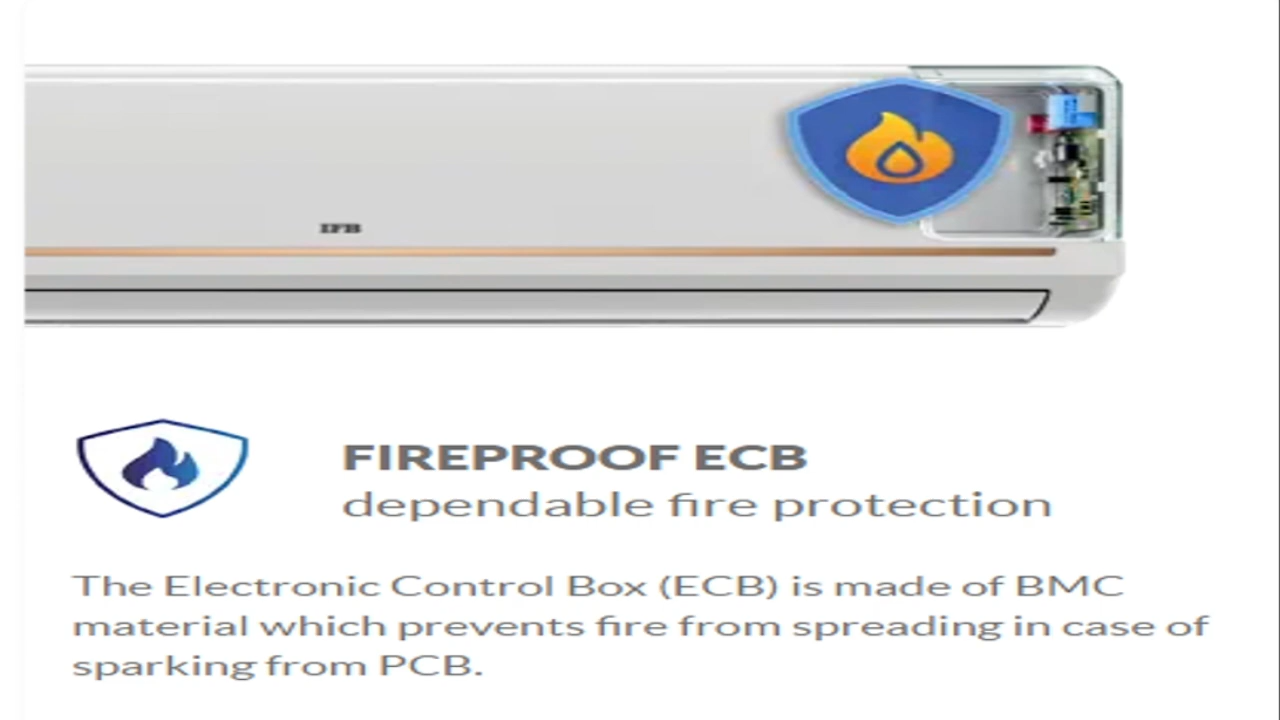 IFB
FIREPROOF ECB
dependable fire protection
The Electronic Control Box (ECB) is made of BMC
material which prevents fire from spreading in case of
sparking from PCB.